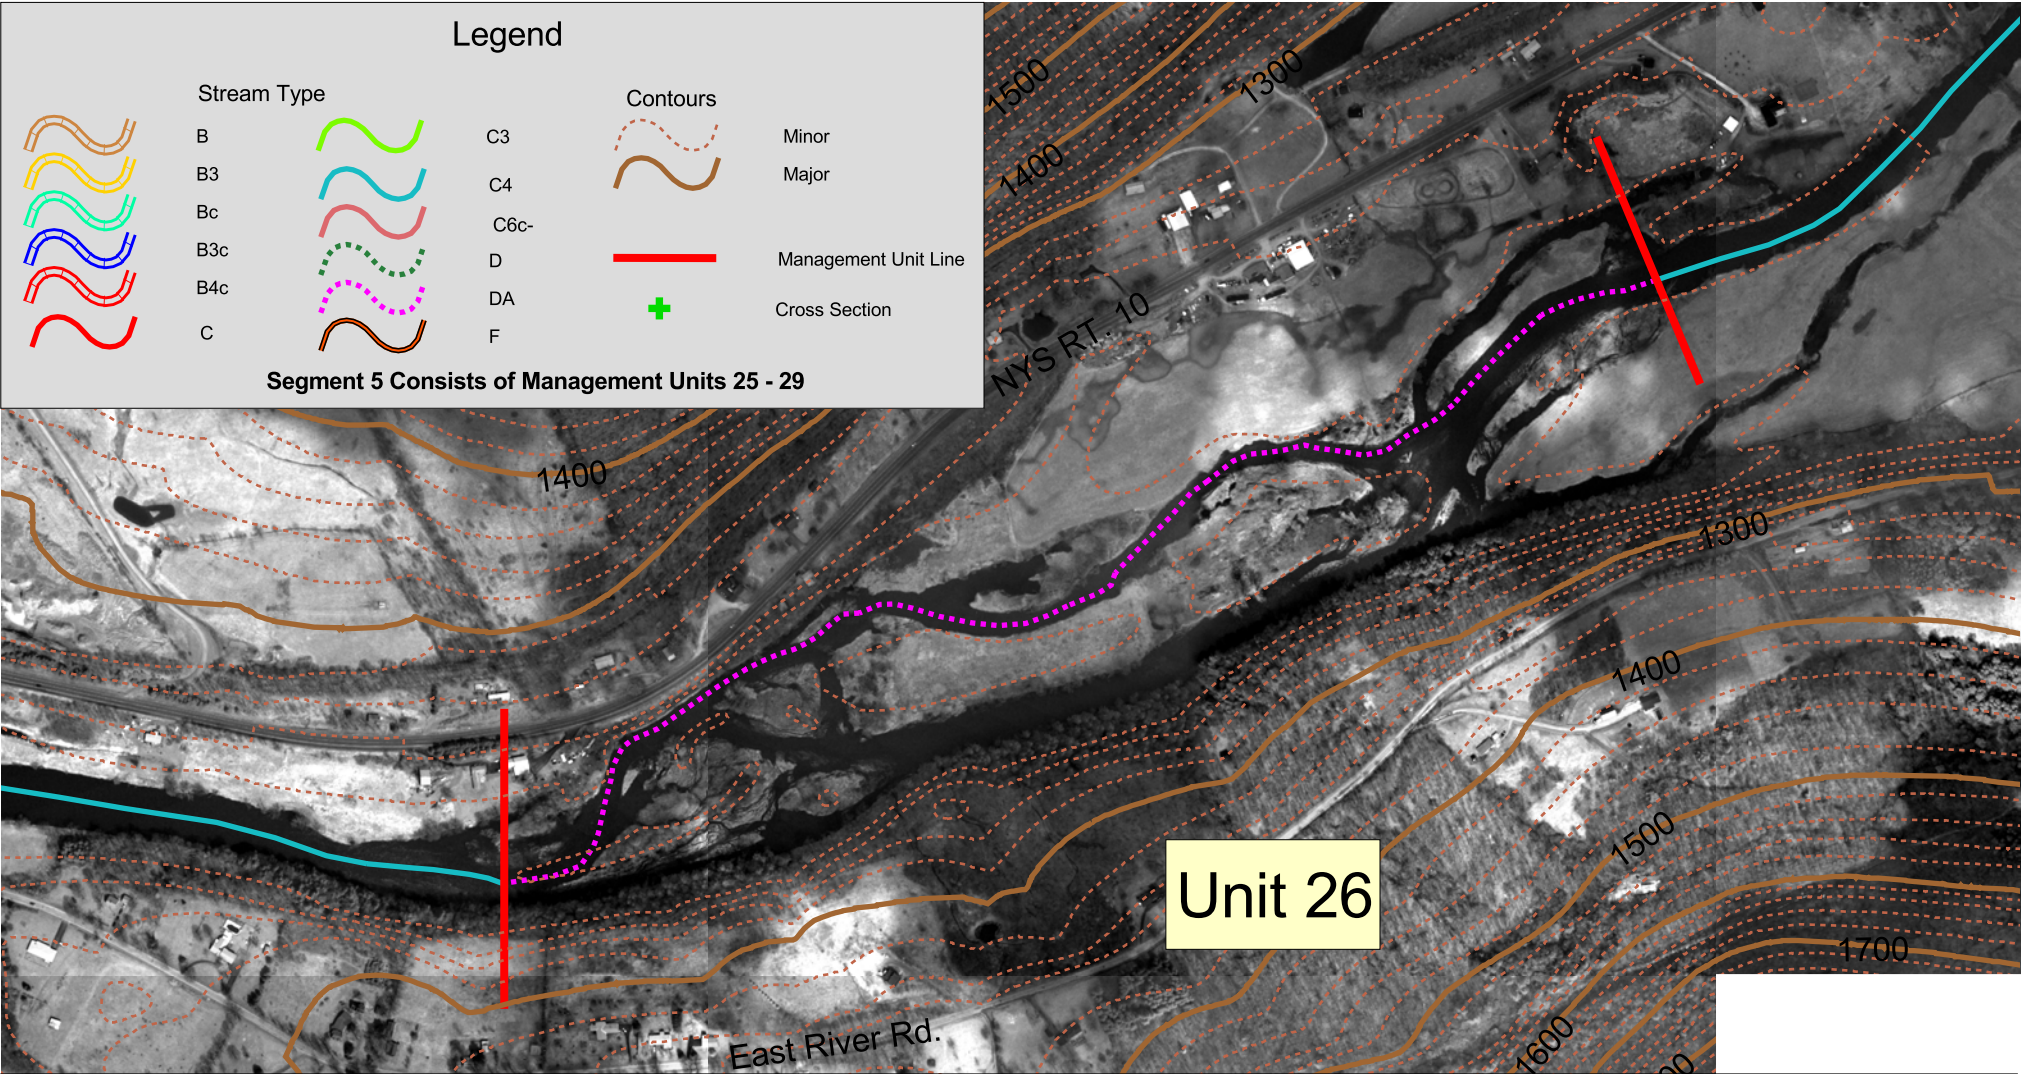 Legend
Stream Type
B
B3
Bc
B3c
B4c
C
C3
C4
C6c-
D
DA
F
Contours
Minor
Major
Management Unit Line
Cross Section
Segment 5 Consists of Management Units 25 - 29
1500
1300
1400
NYS RT. 10
1400
1300
1400
1500
Unit 26
1700
1600
East River Rd.